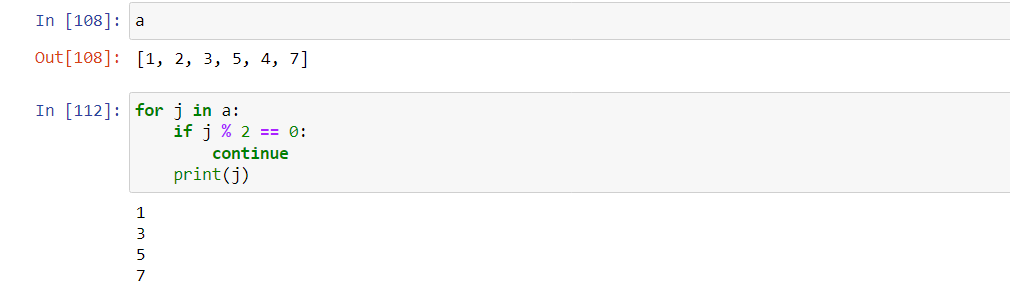 In [108]: a
Out[108]: [1, 2, 3, 5, 4, 7]
In [112]: for j in a:
    if j % 2 == 0:
        continue
    print(j)
1
3
5
7